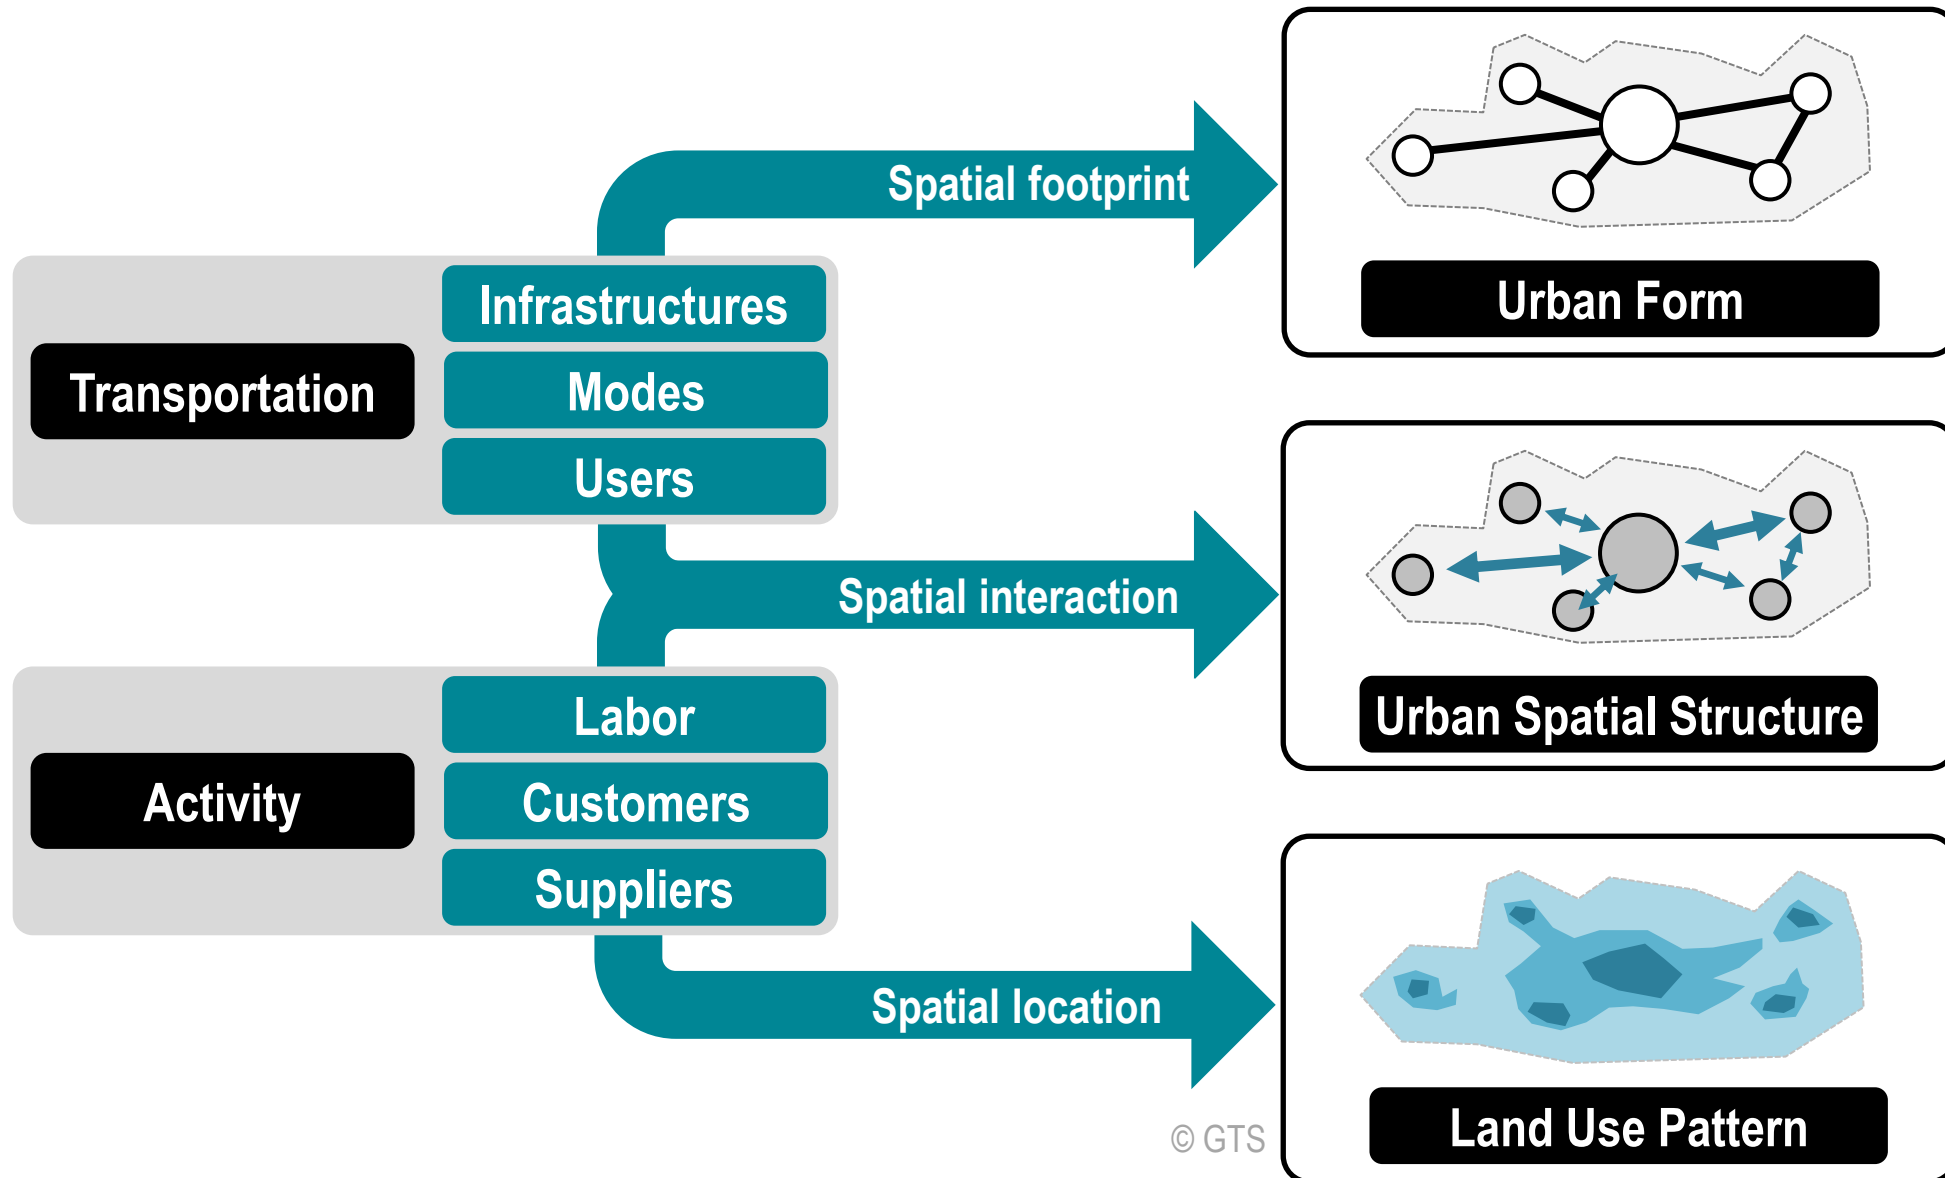 Spatial footprint
Urban Form
Transportation
Infrastructures
Modes
Users
Spatial interaction
Urban Spatial Structure
Activity
Labor
Customers
Suppliers
Spatial location
Land Use Pattern
© GTS